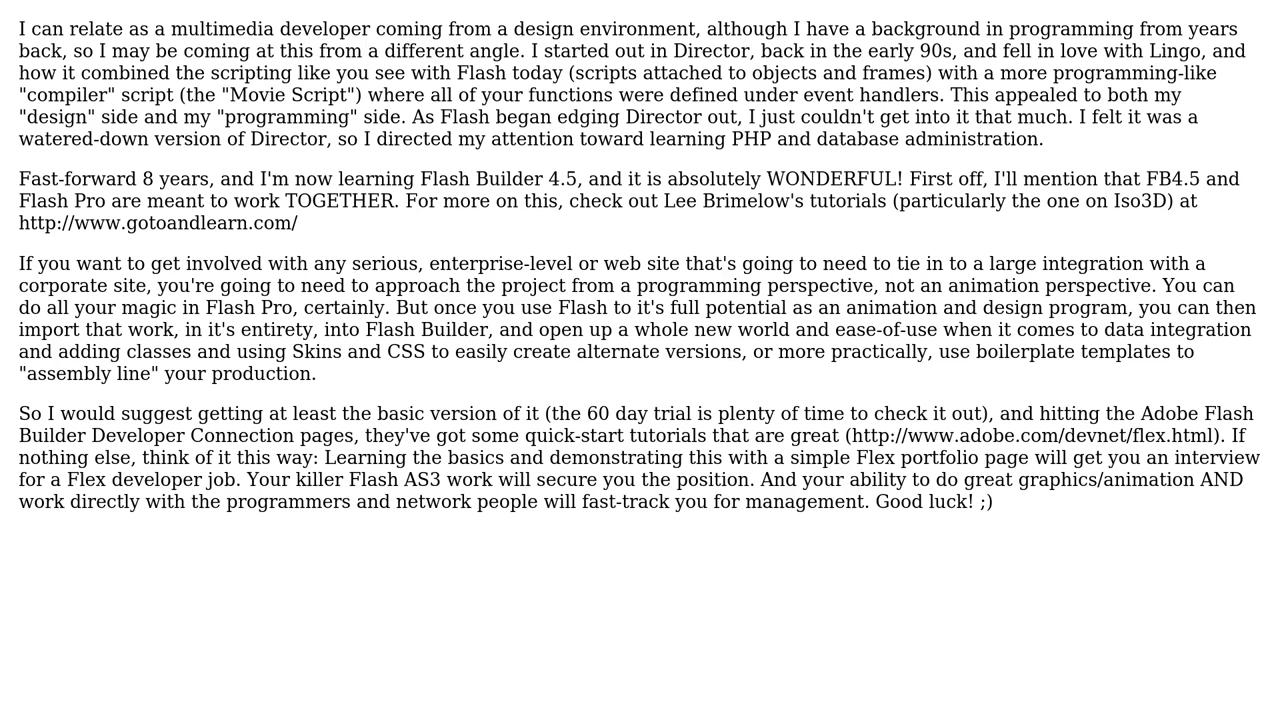 I can relate as a multimedia developer coming from a design environment, although I have a background in programming from years
back, so I may be coming at this from a different angle. I started out in Director, back in the early 90s, and fell in love with Lingo, and
how it combined the scripting like you see with Flash today (scripts attached to objects and frames) with a more programming-like
"compiler" script (the "Movie Script") where all of your functions were defined under event handlers. This appealed to both my
"design" side and my "programming" side. As Flash began edging Director out, I just couldn't get into it that much. I felt it was a
watered-down version of Director, so I directed my attention toward learning PHP and database administration.
Fast-forward 8 years, and I'm now learning Flash Builder 4.5, and it is absolutely WONDERFUL! First off, I'll mention that FB4.5 and
Flash Pro are meant to work TOGETHER. For more on this, check out Lee Brimelow's tutorials (particularly the one on Iso3D) at
http://www.gotoandlearn.com/
If you want to get involved with any serious, enterprise-level or web site that's going to need to tie in to a large integration with a
corporate site, you're going to need to approach the project from a programming perspective, not an animation perspective. You can
do all your magic in Flash Pro, certainly. But once you use Flash to it's full potential as an animation and design program, you can then
import that work, in it's entirety, into Flash Builder, and open up a whole new world and ease-of-use when it comes to data integration
and adding classes and using Skins and CSS to easily create alternate versions, or more practically, use boilerplate templates to
"assembly line" your production.
So I would suggest getting at least the basic version of it (the 60 day trial is plenty of time to check it out), and hitting the Adobe Flash
Builder Developer Connection pages, they've got some quick-start tutorials that are great (http://www.adobe.com/devnet/flex.html). If
nothing else, think of it this way: Learning the basics and demonstrating this with a simple Flex portfolio page will get you an interview
for a Flex developer job. Your killer Flash AS3 work will secure you the position. And your ability to do great graphics/animation AND
work directly with the programmers and network people will fast-track you for management. Good luck! ;)